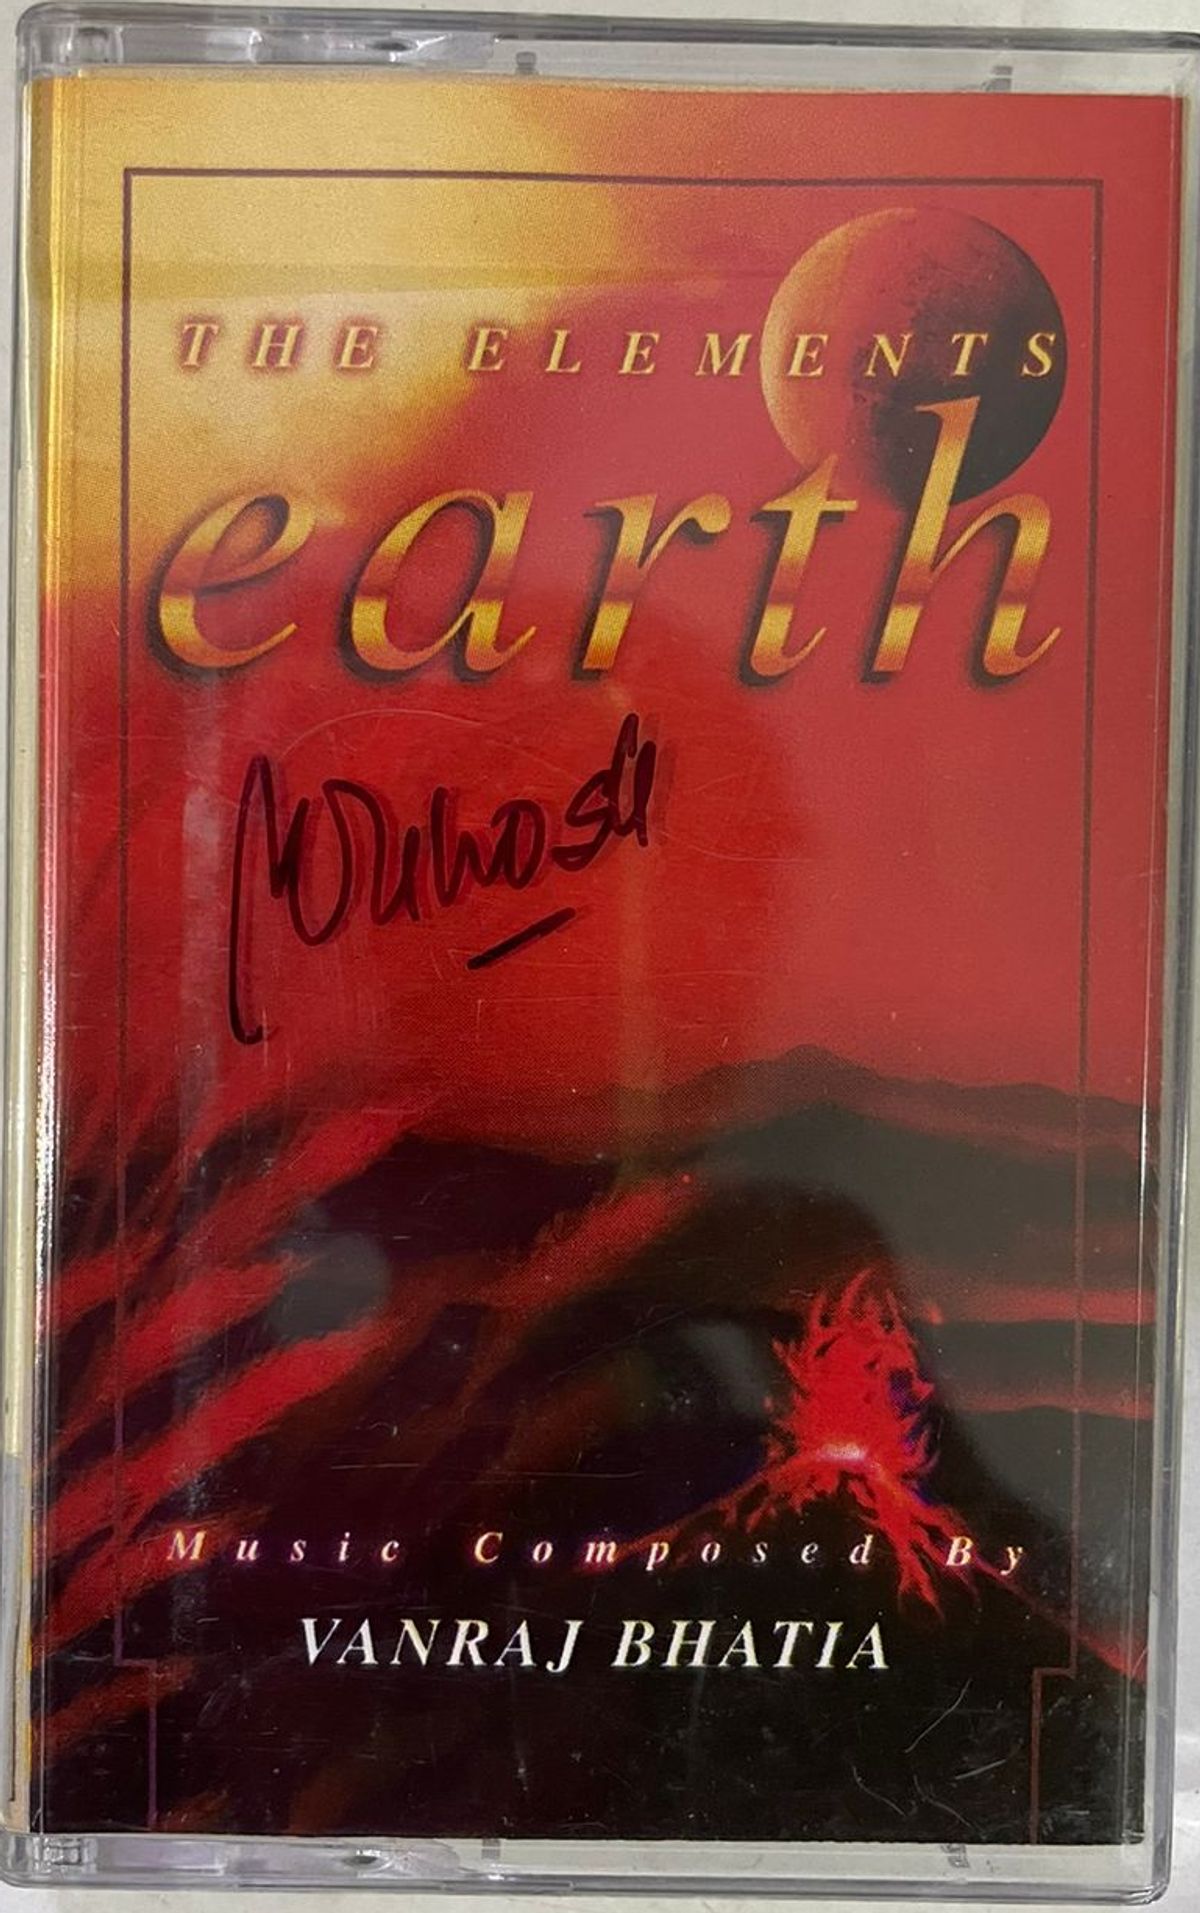 THE ELEMENTS
earth
Music Composed By
VANRAJ BHATIA